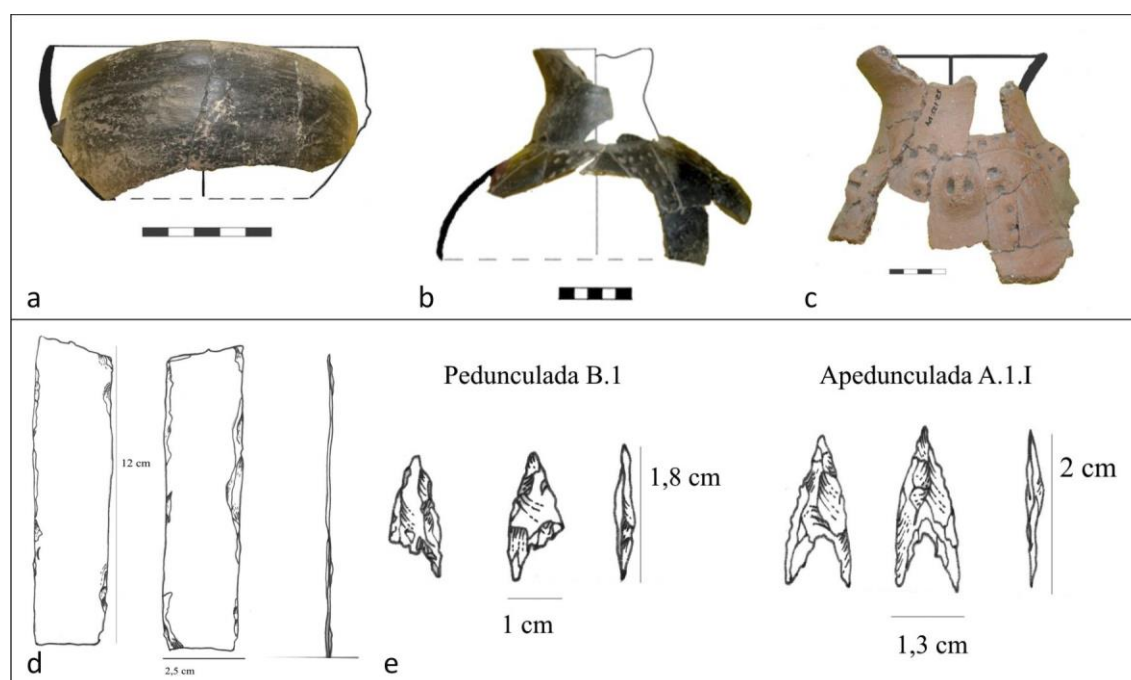 a
b
c
Pedunculada B.1
Apedunculada A.1.I
12 cm
1,8 cm
2 cm
1 cm
1,3 cm
2,5 cm
d
e